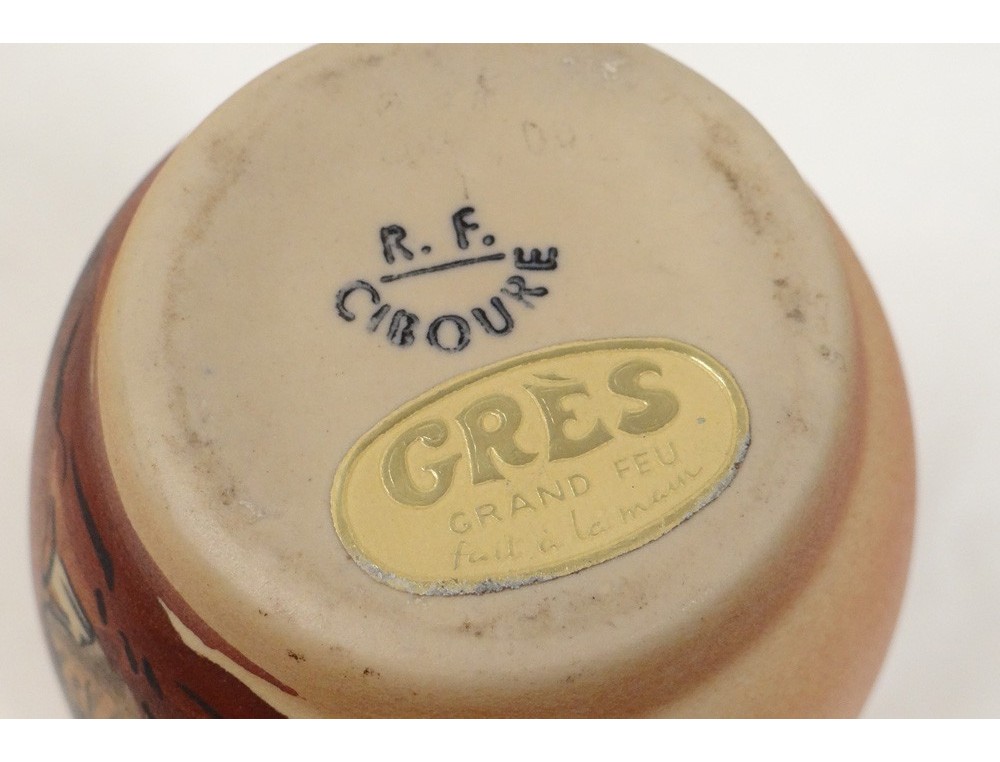 R. F.
CIBOURE
GRÈS
GRAND FEU
fait à la main